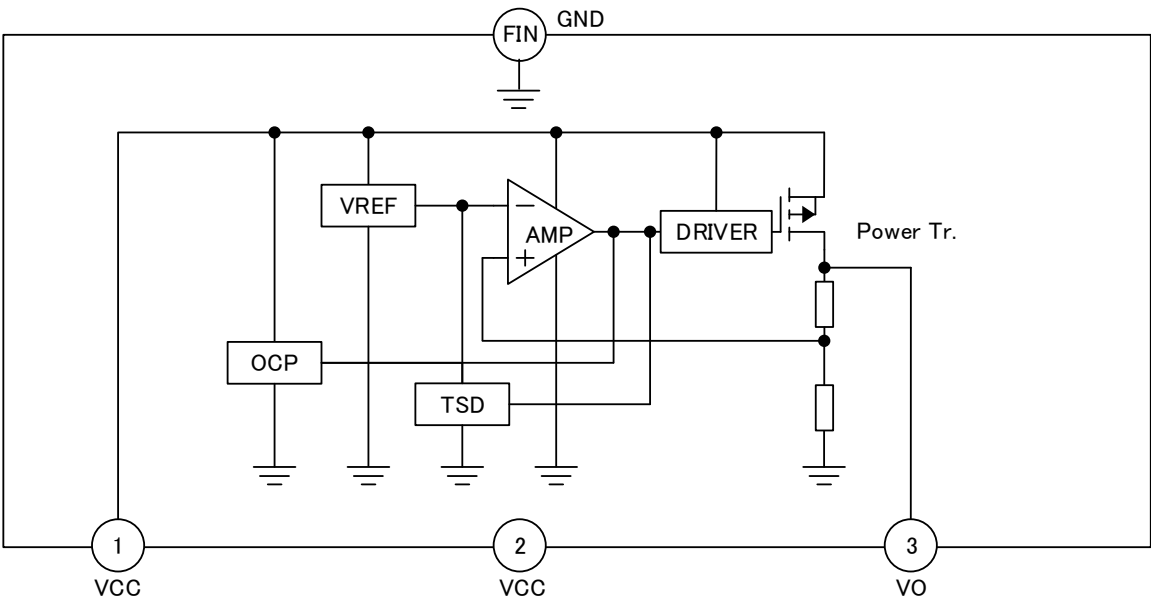 FIN GND
VREF
AMP
DRIVER
Power Tr.
OCP
TSD
1
2
3
VCC
VCC
VO